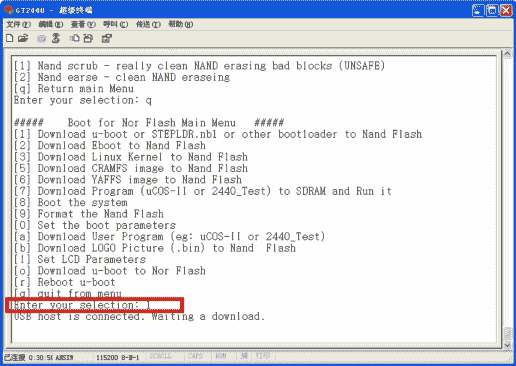 GT2440 - 超级终端
文件(F) 编辑(E) 查看(V) 呼叫(C) 传送(T) 帮助(H)
[1] Nand scrub - really clean NAND erasing bad blocks (UNSAFE)
[2] Nand earse - clean NAND eraseing
[q] Return main Menu
Enter your selection: q
##### Boot for Nor Flash Main Menu #####
[1] Download u-boot or STEPLDR.nb1 or other bootloader to Nand Flash
[2] Download Eboot to Nand Flash
[3] Download Linux Kernel to Nand Flash
[5] Download CRAMFS image to Nand Flash
[6] Download YAFFS image to Nand Flash
[7] Download Program (uCOS-II or 2440_Test) to SDRAM and Run it
[8] Boot the system
[9] Format the Nand Flash
[0] Set the boot parameters
[a] Download User Program (eg: uCOS-II or 2440_Test)
[b] Download LOGO Picture (.bin) to Nand Flash
[l] Set LCD Parameters
[o] Download u-boot to Nor Flash
[r] Reboot u-boot
[q] quit from menu
Enter your selection: 1
USB host is connected. Waiting a download.
已连接 0:30:56 ANSIW 115200 8-N-1 SCROLL CAPS NUM 捕 打印